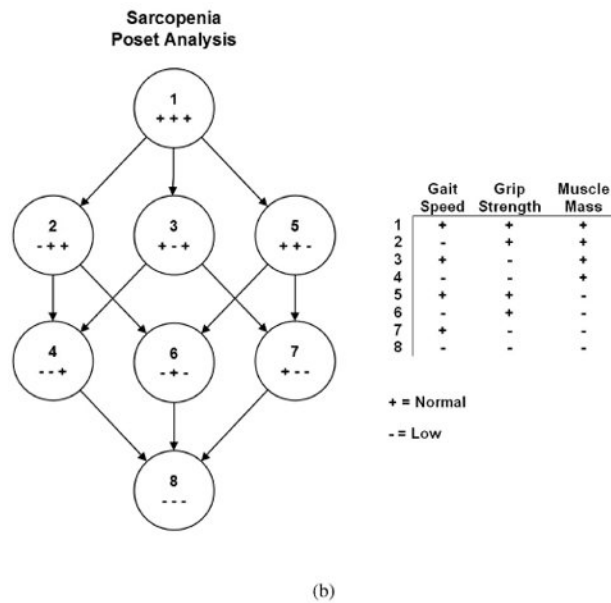 Sarcopenia
Poset Analysis
1
+ + +
2
- + +
3
+ - +
5
+ + -
4
- - +
6
- + -
7
+ - -
8
- - -
Gait Speed Grip Strength Muscle Mass
1 + + +
2 - + +
3 + - +
4 - - +
5 + + -
6 - + -
7 + - -
8 - - -
+ = Normal
- = Low
(b)